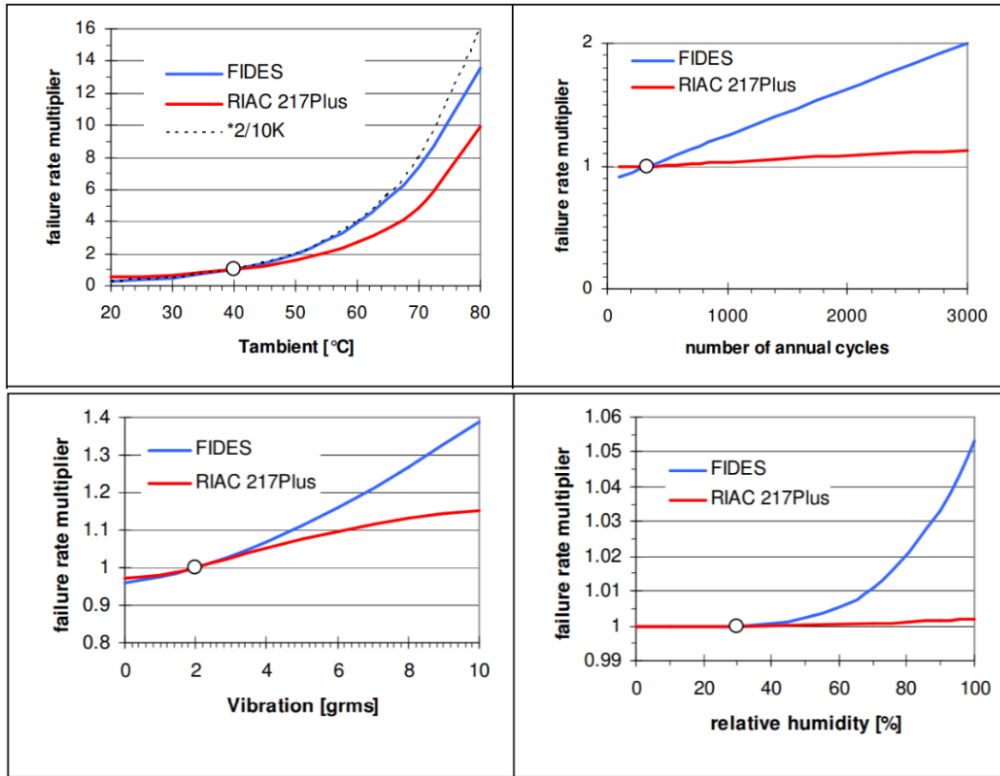 16
14
12
10
8
6
4
2
0
failure rate multiplier
FIDES
RIAC 217Plus
*2/10K
20 30 40 50 60 70 80
Tambient [°C]
2
1
0
failure rate multiplier
FIDES
RIAC 217Plus
0 1000 2000 3000
number of annual cycles
1.4
1.3
1.2
1.1
1
0.9
0.8
failure rate multiplier
FIDES
RIAC 217Plus
0 2 4 6 8 10
Vibration [grms]
1.06
1.05
1.04
1.03
1.02
1.01
1
0.99
failure rate multiplier
FIDES
RIAC 217Plus
0 20 40 60 80 100
relative humidity [%]